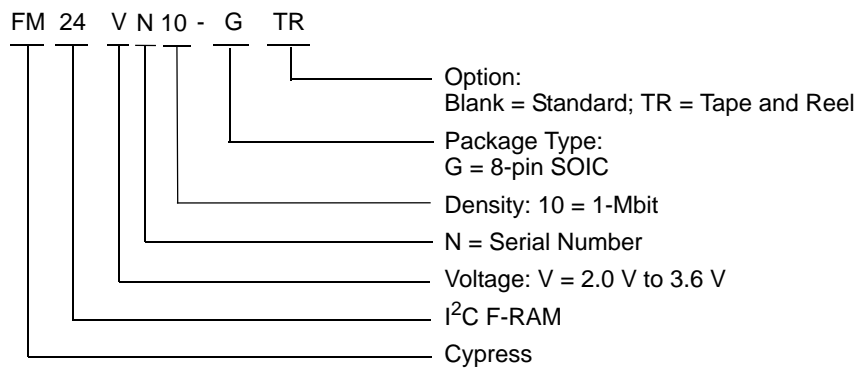 FM 24 V N 10 - G TR
Option:
Blank = Standard; TR = Tape and Reel
Package Type:
G = 8-pin SOIC
Density: 10 = 1-Mbit
N = Serial Number
Voltage: V = 2.0 V to 3.6 V
I²C F-RAM
Cypress